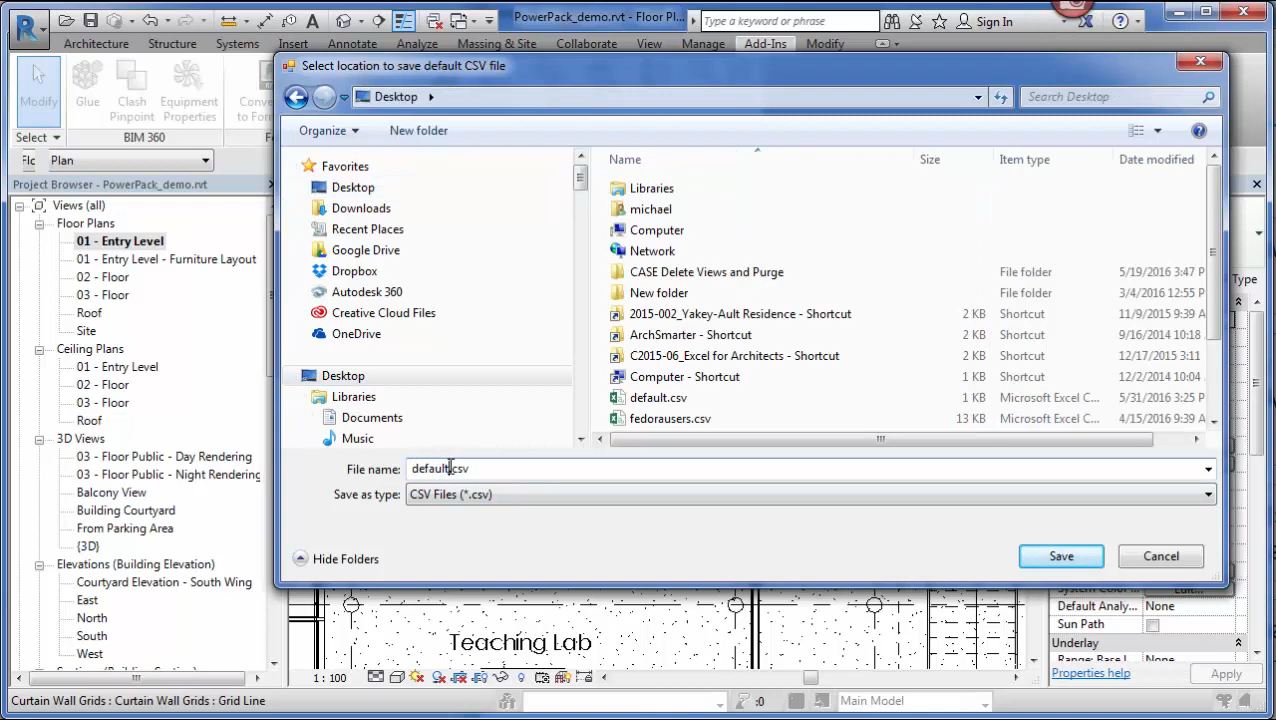 PowerPack_demo.rvt - Floor Pl...
Type a keyword or phrase
Sign In
Architecture Structure Systems Insert Annotate Analyze Massing & Site Collaborate View Manage Add-Ins Modify
Select location to save default CSV file
Modify
Glue
Clash Pinpoint
Equipment Properties
Select
BIM 360
Plan
Desktop
Search Desktop
Organize
New folder
Project Browser - PowerPack_demo.rvt
Views (all)
Floor Plans
01 - Entry Level
01 - Entry Level - Furniture Layout
02 - Floor
03 - Floor
Roof
Site
Ceiling Plans
01 - Entry Level
02 - Floor
03 - Floor
Roof
3D Views
03 - Floor Public - Day Rendering
03 - Floor Public - Night Rendering
Balcony View
Building Courtyard
From Parking Area
{3D}
Elevations (Building Elevation)
Courtyard Elevation - South Wing
East
North
South
West
Favorites
Desktop
Downloads
Recent Places
Google Drive
Dropbox
Autodesk 360
Creative Cloud Files
OneDrive
Desktop
Libraries
Documents
Music
Name Size Item type Date modified
Libraries
michael
Computer
Network
CASE Delete Views and Purge File folder 5/19/2016 3:47 P
New folder File folder 3/4/2016 12:55 P
2015-002_Yakey-Ault Residence - Shortcut 2 KB Shortcut 11/9/2015 9:39 A
ArchSmarter - Shortcut 2 KB Shortcut 9/16/2014 10:18
C2015-06_Excel for Architects - Shortcut 2 KB Shortcut 12/17/2015 3:11
Computer - Shortcut 1 KB Shortcut 12/2/2014 10:04
default.csv 1 KB Microsoft Excel C... 5/31/2016 3:25 P
fedorausers.csv 13 KB Microsoft Excel C... 4/15/2016 9:39 A
File name: default.csv
Save as type: CSV Files (*.csv)
Hide Folders
Save
Cancel
Type
Edit...
Default Analy... None
Sun Path
Underlay
None
Properties help
Apply
Teaching Lab
1 : 100
Curtain Wall Grids : Curtain Wall Grids : Grid Line
:0
Main Model